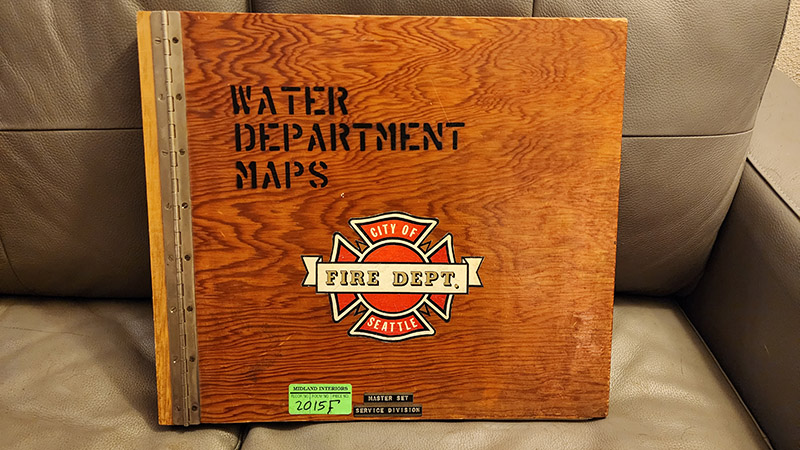 WATER
DEPARTMENT
MAPS
CITY OF
FIRE DEPT.
SEATTLE
MIDLAND INTERIORS
2015F
MASTER SET
SERVICE DIVISION